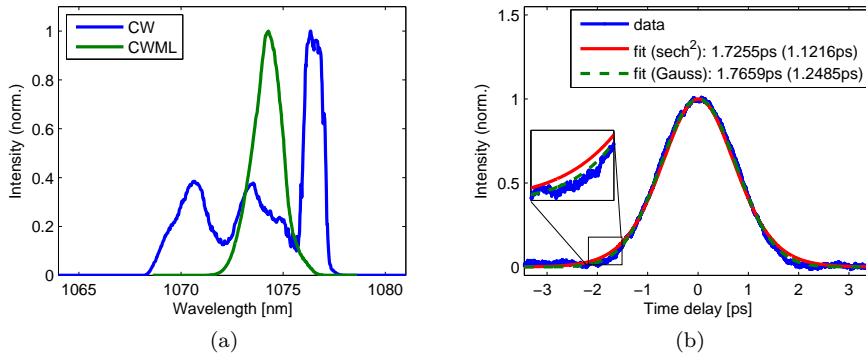 CW
CWML
Intensity (norm.)
1
0.8
0.6
0.4
0.2
0
1065 1070 1075 1080
Wavelength [nm]
(a)
data
fit (sech²): 1.7255ps (1.1216ps)
fit (Gauss): 1.7659ps (1.2485ps)
Intensity (norm.)
1.5
1
0.5
0
−3 −2 −1 0 1 2 3
Time delay [ps]
(b)